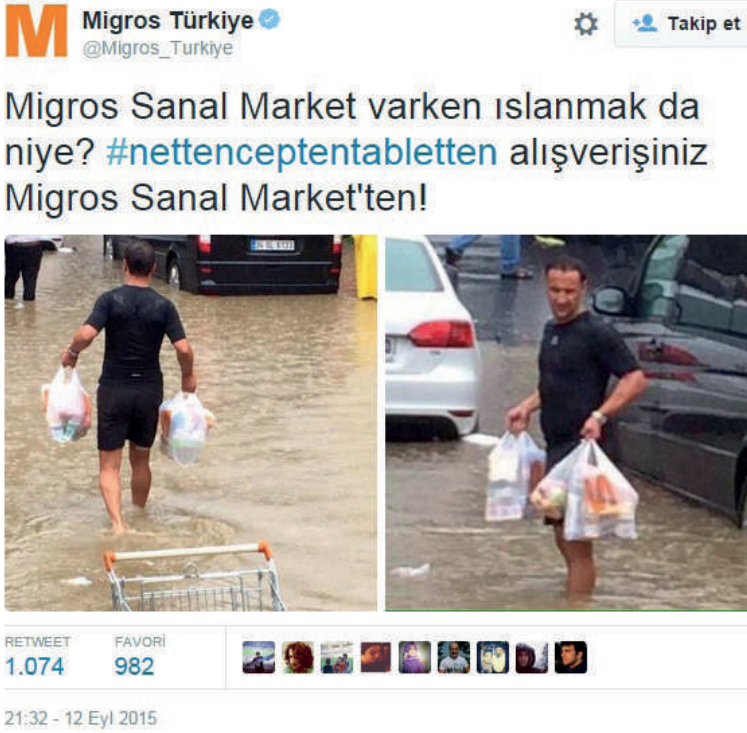 Migros Türkiye
@Migros_Turkiye
Takip et
Migros Sanal Market varken ıslanmak da
niye? #nettenceptentabletten alışverişiniz
Migros Sanal Market'ten!
RETWEET
1.074
FAVORİ
982
21:32 - 12 Eyl 2015